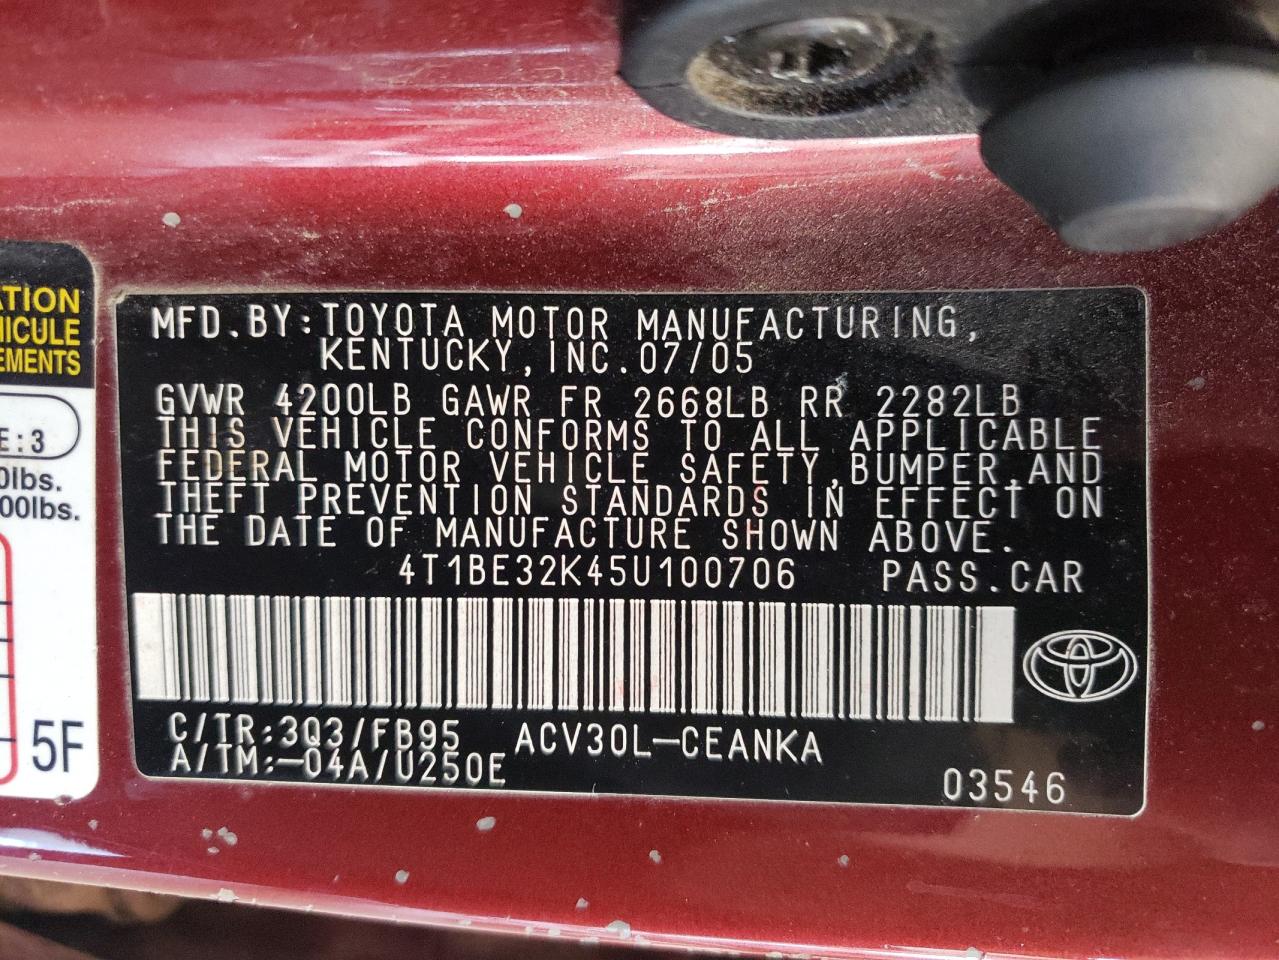 ATION
HICULE
EMENTS
E:3
0lbs.
00lbs.
5F
MFD.BY:TOYOTA MOTOR MANUFACTURING,
KENTUCKY,INC.07/05
GVWR 4200LB GAWR FR 2668LB RR 2282LB
THIS VEHICLE CONFORMS TO ALL APPLICABLE
FEDERAL MOTOR VEHICLE SAFETY,BUMPER,AND
THEFT PREVENTION STANDARDS IN EFFECT ON
THE DATE OF MANUFACTURE SHOWN ABOVE.
4T1BE32K45U100706 PASS.CAR
C/TR:3Q3/FB95 ACV30L-CEANKA
A/TM:-04A/U250E
03546